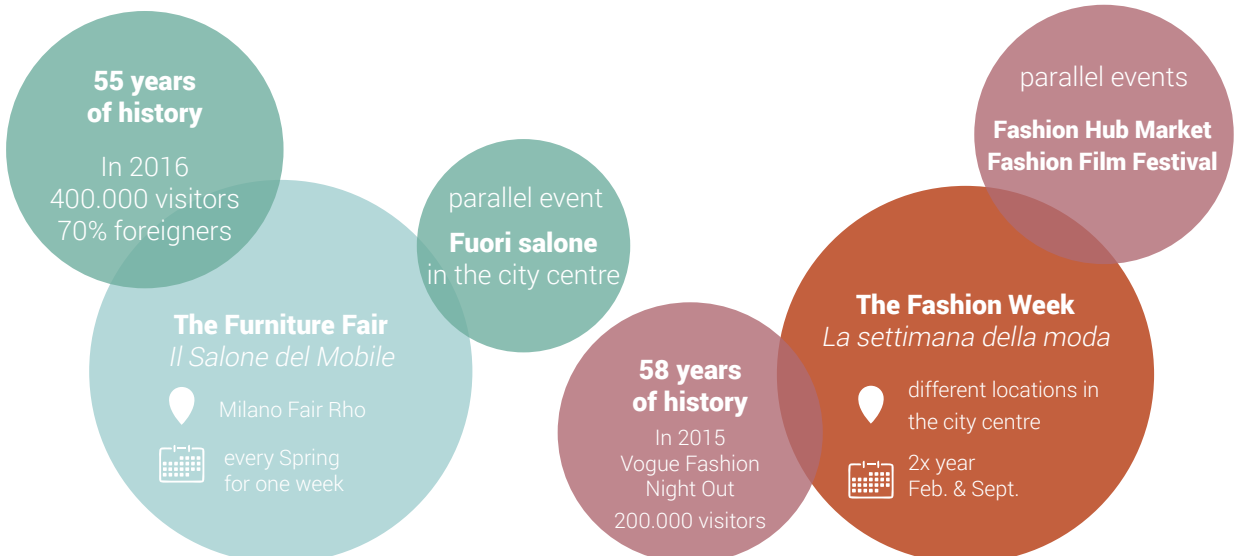 55 years
of history
In 2016
400.000 visitors
70% foreigners
parallel event
Fuori salone
in the city centre
The Furniture Fair
Il Salone del Mobile
Milano Fair Rho
every Spring
for one week
parallel events
Fashion Hub Market
Fashion Film Festival
The Fashion Week
La settimana della moda
different locations in
the city centre
2x year
Feb. & Sept.
58 years
of history
In 2015
Vogue Fashion
Night Out
200.000 visitors